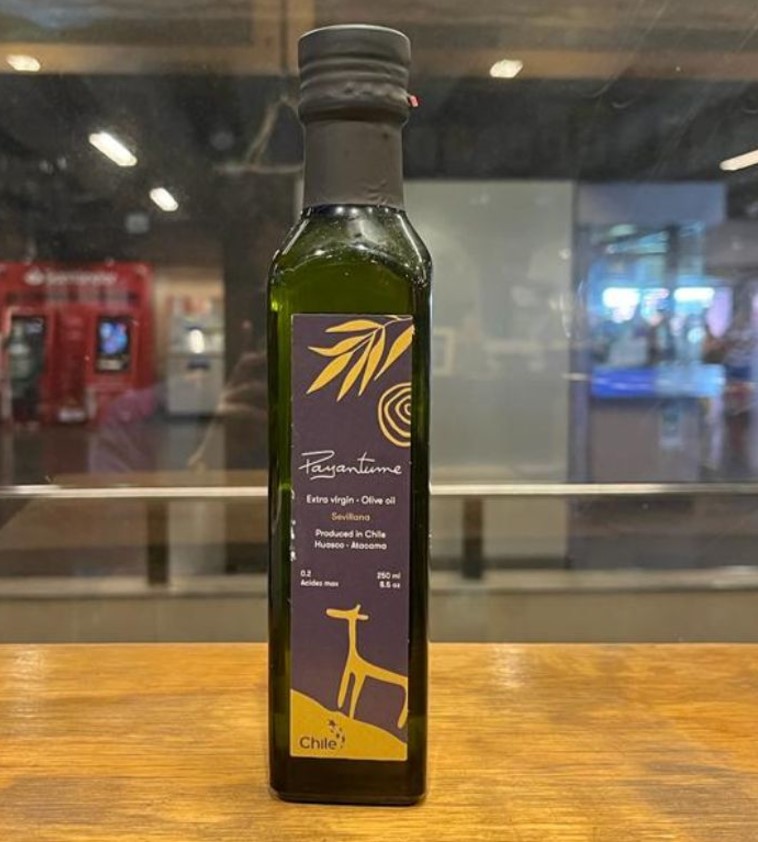 Payantume
Extra virgin - Olive oil
Sevillana
Produced in Chile
Huasco - Atacama
0.2
Acidez max
250 ml
8.5 oz
Chile